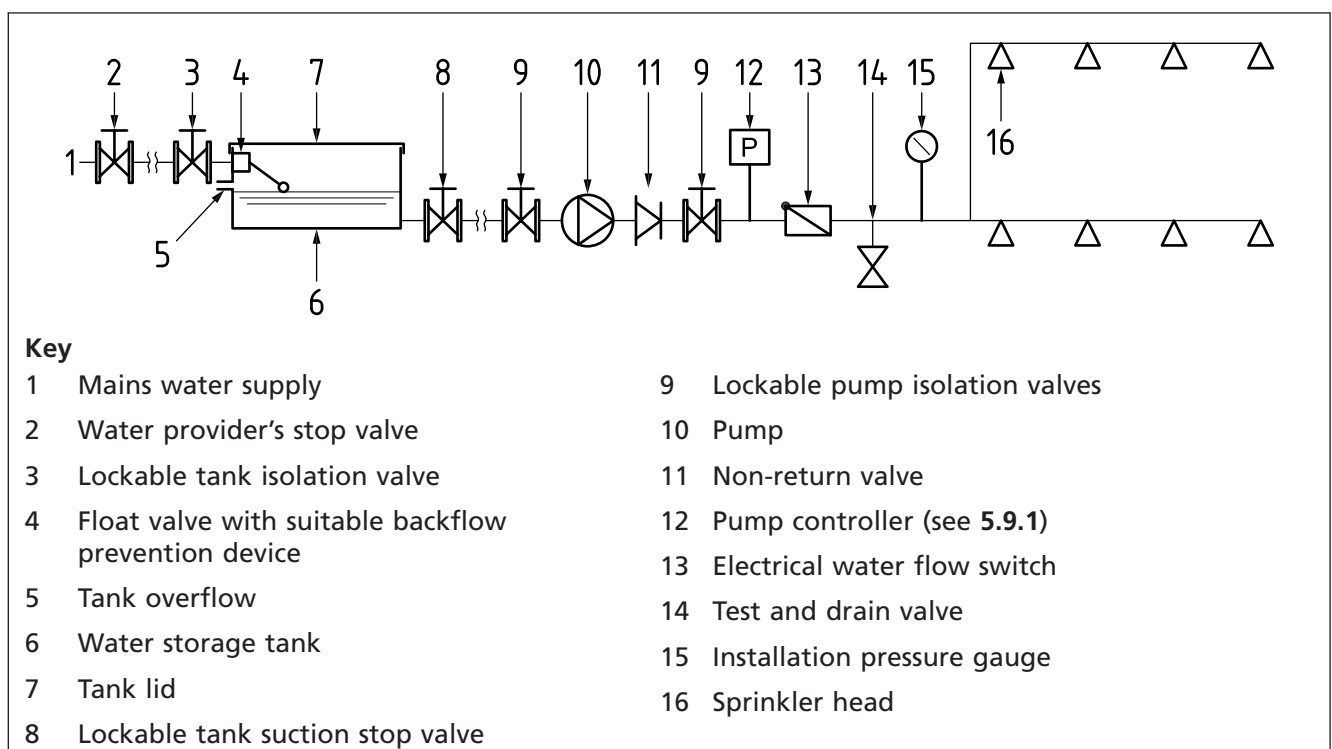 2 3 4 7 8 9 10 11 9 12 13 14 15
1
P
16
5
6
Key
1 Mains water supply
2 Water provider's stop valve
3 Lockable tank isolation valve
4 Float valve with suitable backflow
prevention device
5 Tank overflow
6 Water storage tank
7 Tank lid
8 Lockable tank suction stop valve
9 Lockable pump isolation valves
10 Pump
11 Non-return valve
12 Pump controller (see 5.9.1)
13 Electrical water flow switch
14 Test and drain valve
15 Installation pressure gauge
16 Sprinkler head